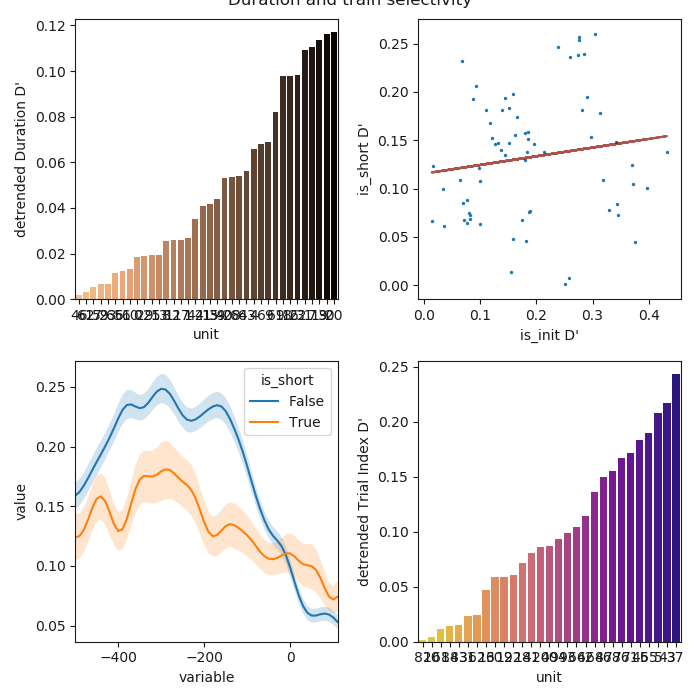 Duration and train selectivity
detrended Duration D'
0.12
0.10
0.08
0.06
0.04
0.02
0.00
unit
is_short D'
0.25
0.20
0.15
0.10
0.05
0.00
0.0 0.1 0.2 0.3 0.4
is_init D'
value
0.25
0.20
0.15
0.10
0.05
−400 −200 0
variable
is_short
False
True
detrended Trial Index D'
0.25
0.20
0.15
0.10
0.05
0.00
unit